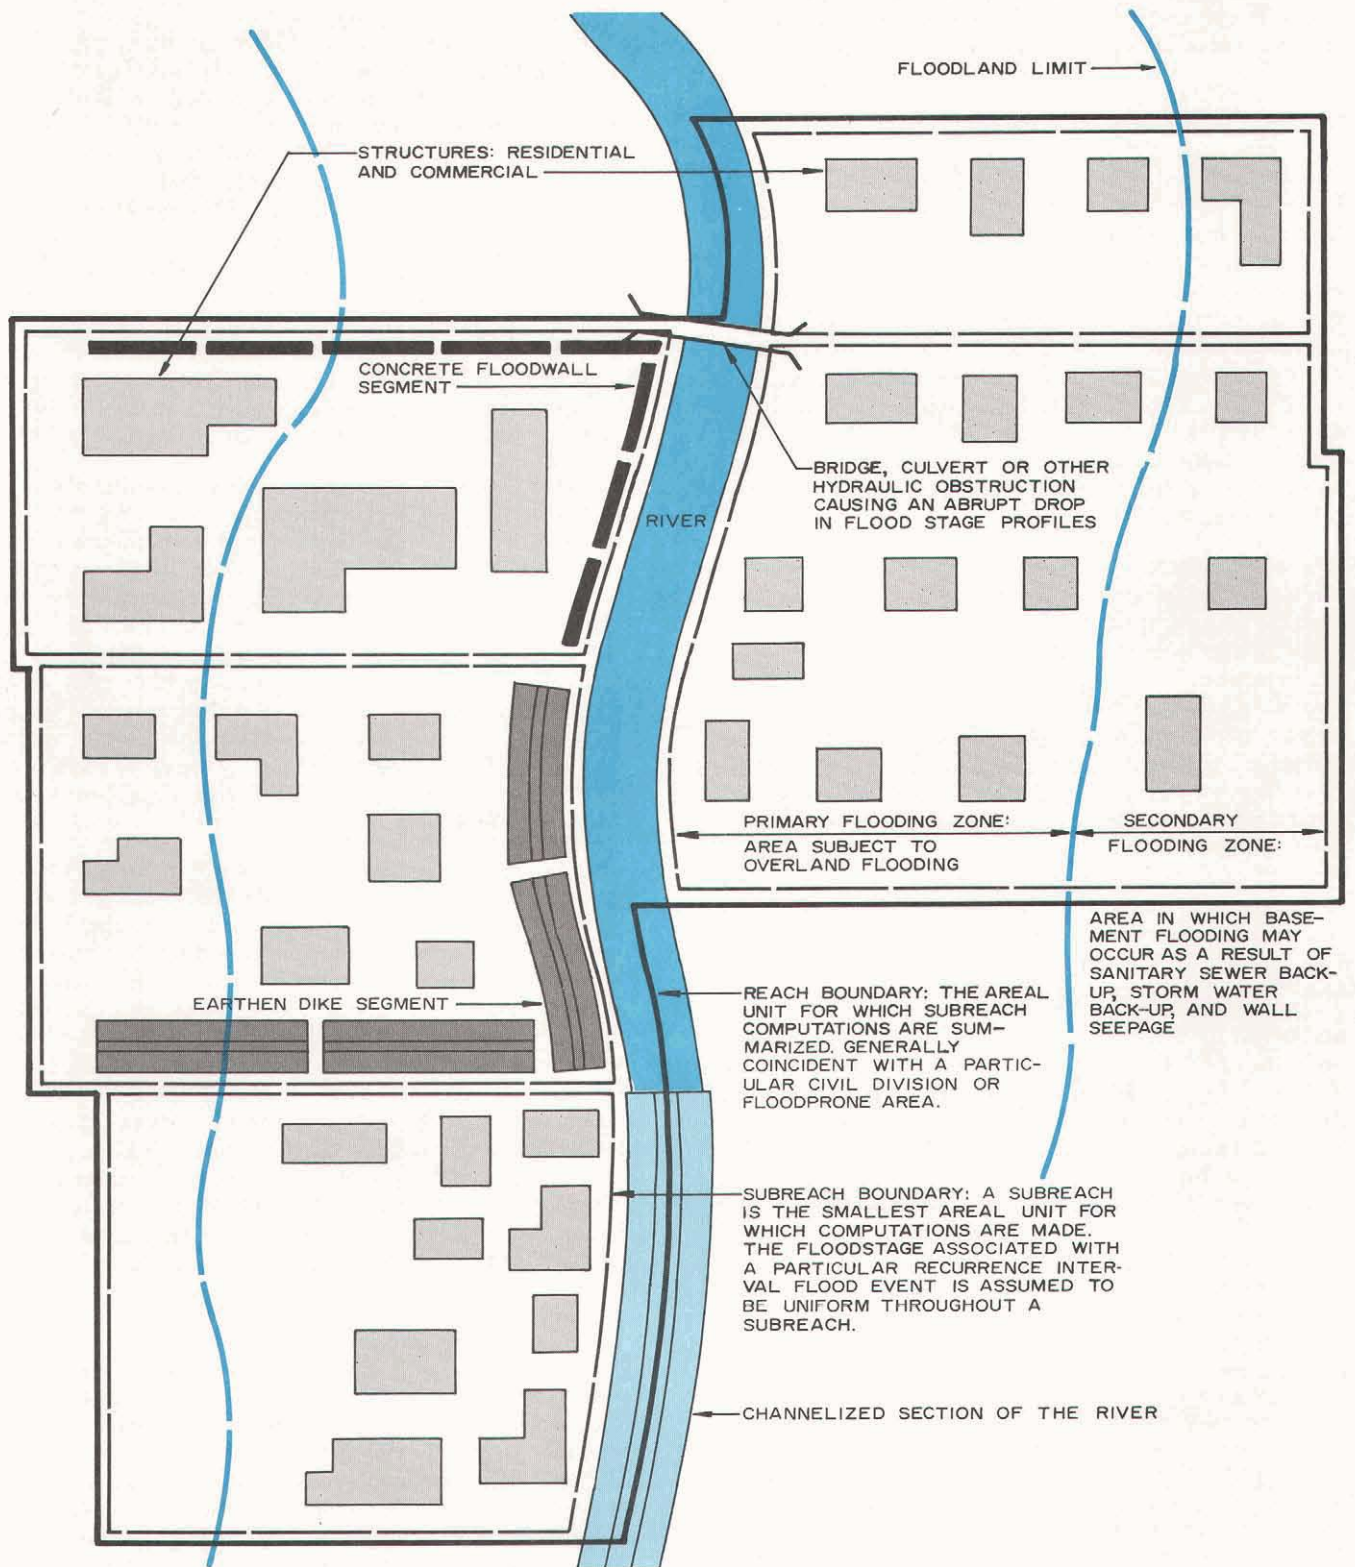 FLOODLAND LIMIT
STRUCTURES: RESIDENTIAL
AND COMMERCIAL
CONCRETE FLOODWALL
SEGMENT
BRIDGE, CULVERT OR OTHER
HYDRAULIC OBSTRUCTION
CAUSING AN ABRUPT DROP
IN FLOOD STAGE PROFILES
RIVER
PRIMARY FLOODING ZONE:
AREA SUBJECT TO
OVERLAND FLOODING
SECONDARY
FLOODING ZONE:
AREA IN WHICH BASE-
MENT FLOODING MAY
OCCUR AS A RESULT OF
SANITARY SEWER BACK-
UP, STORM WATER
BACK-UP, AND WALL
SEEPAGE
EARTHEN DIKE SEGMENT
REACH BOUNDARY: THE AREAL
UNIT FOR WHICH SUBREACH
COMPUTATIONS ARE SUM-
MARIZED. GENERALLY
COINCIDENT WITH A PARTIC-
ULAR CIVIL DIVISION OR
FLOODPRONE AREA.
SUBREACH BOUNDARY: A SUBREACH
IS THE SMALLEST AREAL UNIT FOR
WHICH COMPUTATIONS ARE MADE.
THE FLOODSTAGE ASSOCIATED WITH
A PARTICULAR RECURRENCE INTER-
VAL FLOOD EVENT IS ASSUMED TO
BE UNIFORM THROUGHOUT A
SUBREACH.
CHANNELIZED SECTION OF THE RIVER